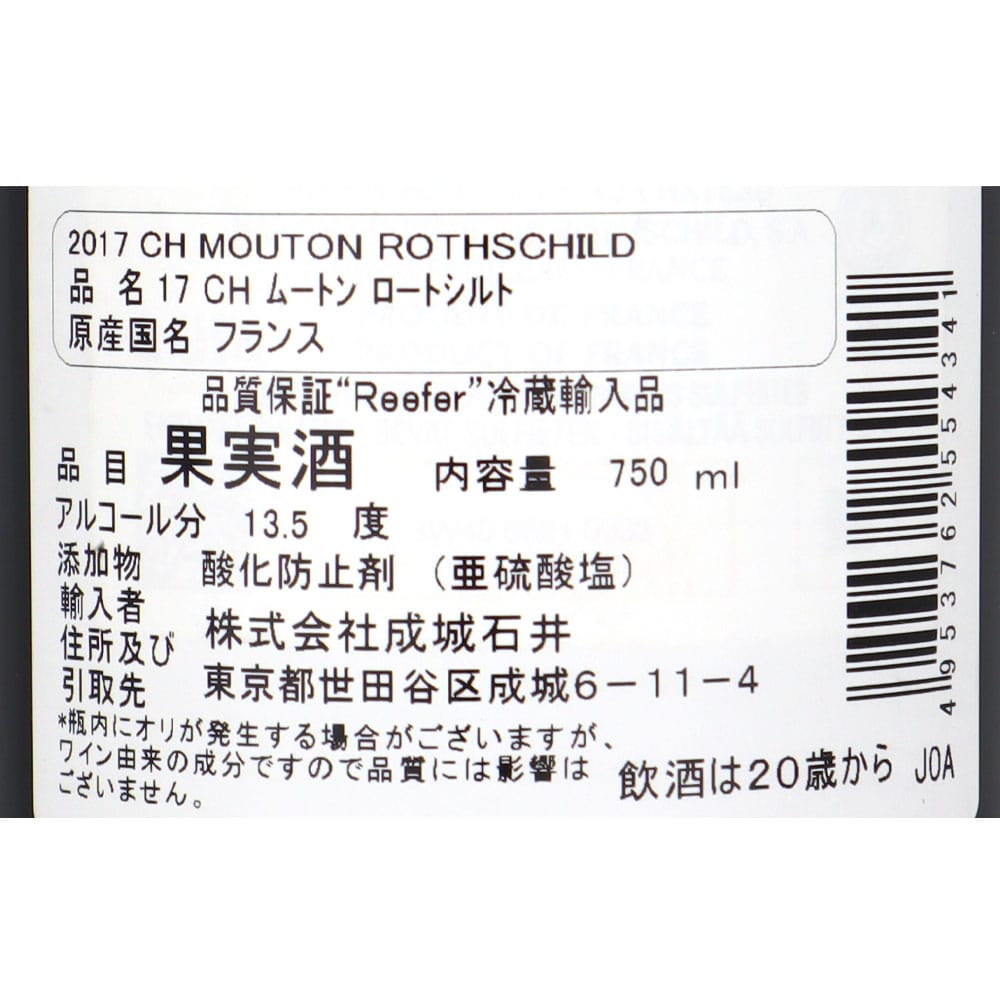 2017 CH MOUTON ROTHSCHILD
品 名 17 CH ムートン ロートシルト
原産国名 フランス
品質保証“Reefer”冷蔵輸入品
品 目 果実酒 内容量 750 ml
アルコール分 13.5 度
添加物 酸化防止剤 (亜硫酸塩)
輸入者 株式会社成城石井
住所及び
引取先 東京都世田谷区成城6-11-4
*瓶内にオリが発生する場合がございますが、
ワイン由来の成分ですので品質には影響は
ございません。
飲酒は20歳から JOA
4953762554341